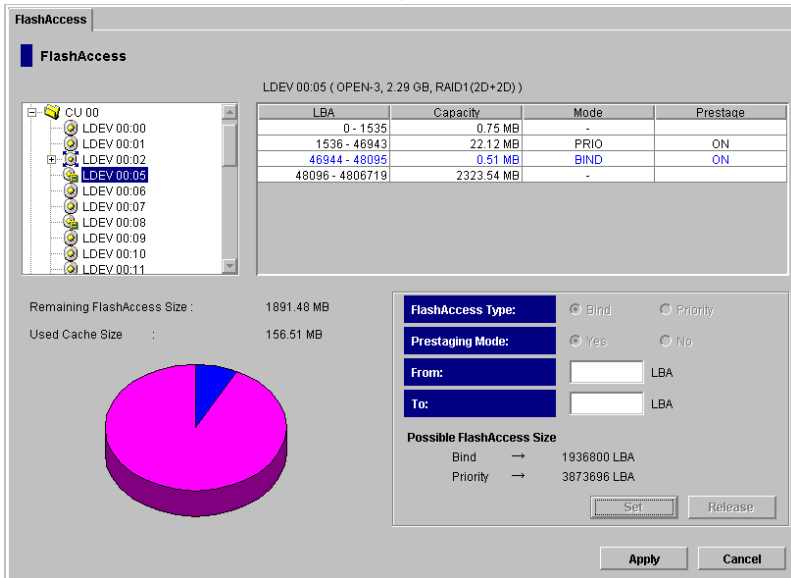 FlashAccess
FlashAccess
LDEV 00:05 ( OPEN-3, 2.29 GB, RAID1(2D+2D) )
CU 00
LDEV 00:00
LDEV 00:01
LDEV 00:02
LDEV 00:05
LDEV 00:06
LDEV 00:07
LDEV 00:08
LDEV 00:09
LDEV 00:10
LDEV 00:11
LBA Capacity Mode Prestage
0 - 1535 0.75 MB -
1536 - 46943 22.12 MB PRIO ON
46944 - 48095 0.51 MB BIND ON
48096 - 4806719 2323.54 MB -
Remaining FlashAccess Size : 1891.48 MB
Used Cache Size : 156.51 MB
FlashAccess Type: Bind Priority
Prestaging Mode: Yes No
From: LBA
To: LBA
Possible FlashAccess Size
Bind → 1936800 LBA
Priority → 3873696 LBA
Set Release
Apply Cancel